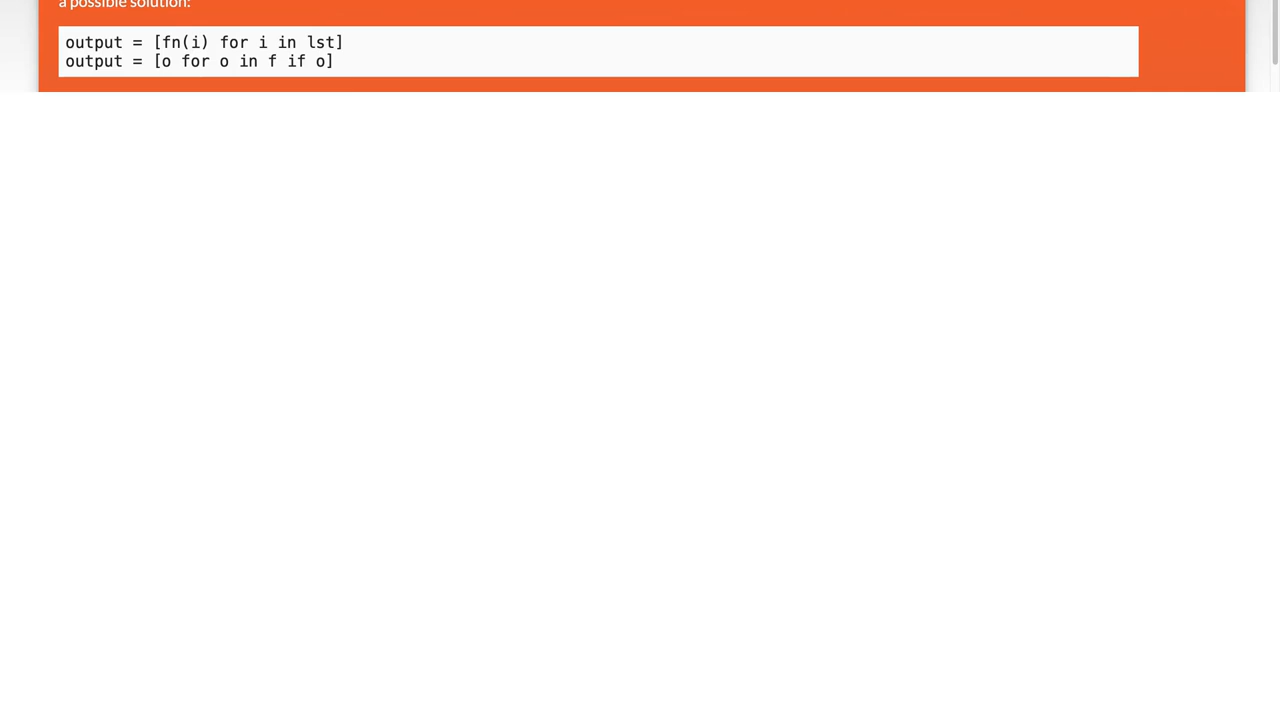 a possible solution:
output = [fn(i) for i in lst]
output = [o for o in f if o]